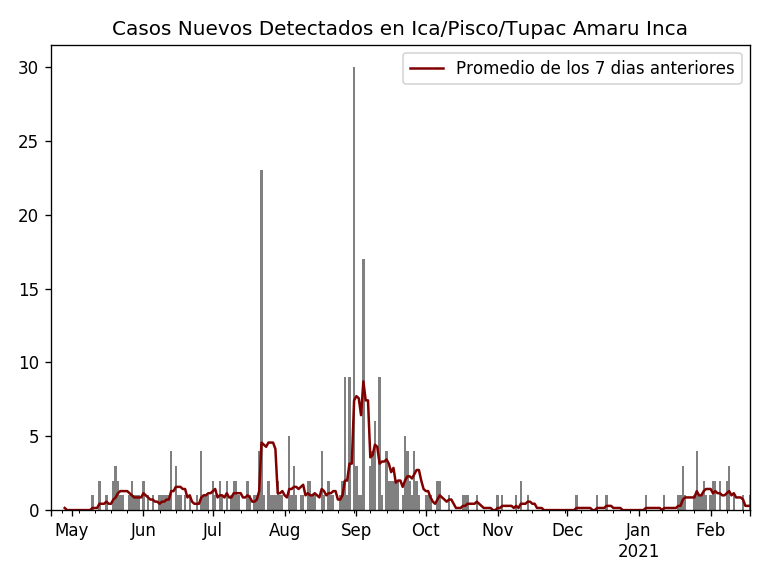 Casos Nuevos Detectados en Ica/Pisco/Tupac Amaru Inca
Promedio de los 7 dias anteriores
30
25
20
15
10
5
0
May Jun Jul Aug Sep Oct Nov Dec Jan Feb
2021